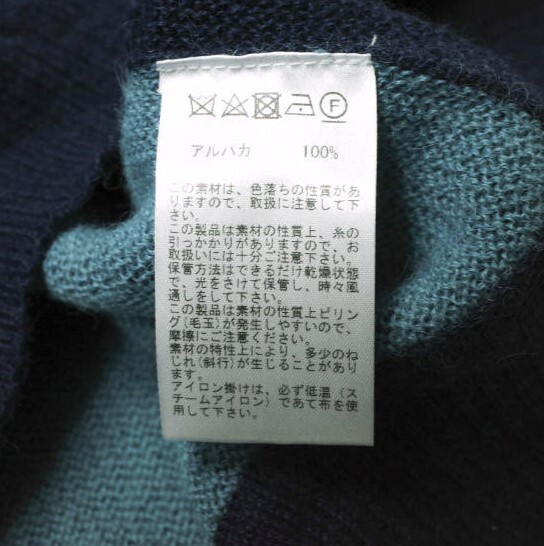 F
アルパカ 100%
この素材は、色落ちの性質があ
りますので、取扱に注意して下
さい。
この製品は素材の性質上、糸の
引っかかりがありますので、お
取扱いには十分ご注意下さい。
保管方法はできるだけ乾燥状態
で、光をさけて保管し、時々風
通しをして下さい。
この製品は素材の性質上ピリン
グ(毛玉)が発生しやすいので、
摩擦にご注意ください。
素材の特性上により、多少のね
じれ(斜行)が生じることがあり
ます。
アイロン掛けは、必ず低温(ス
チームアイロン)であて布を使
用して下さい。